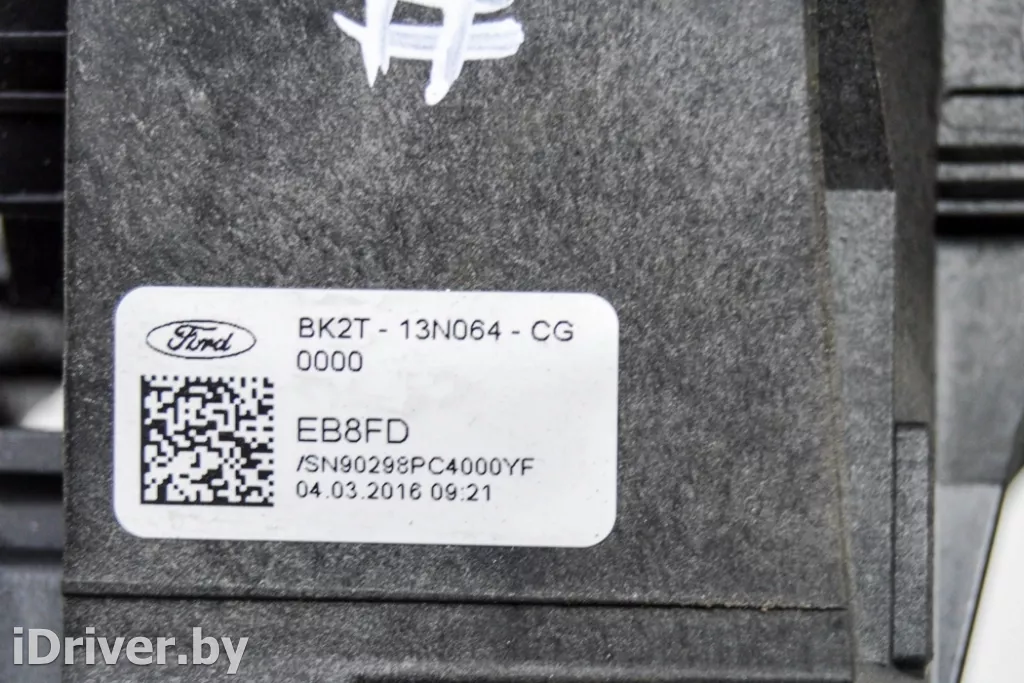 #
Ford
BK2T - 13N064 - CG
0000
EB8FD
/SN90298PC4000YF
04.03.2016 09:21
iDriver.by